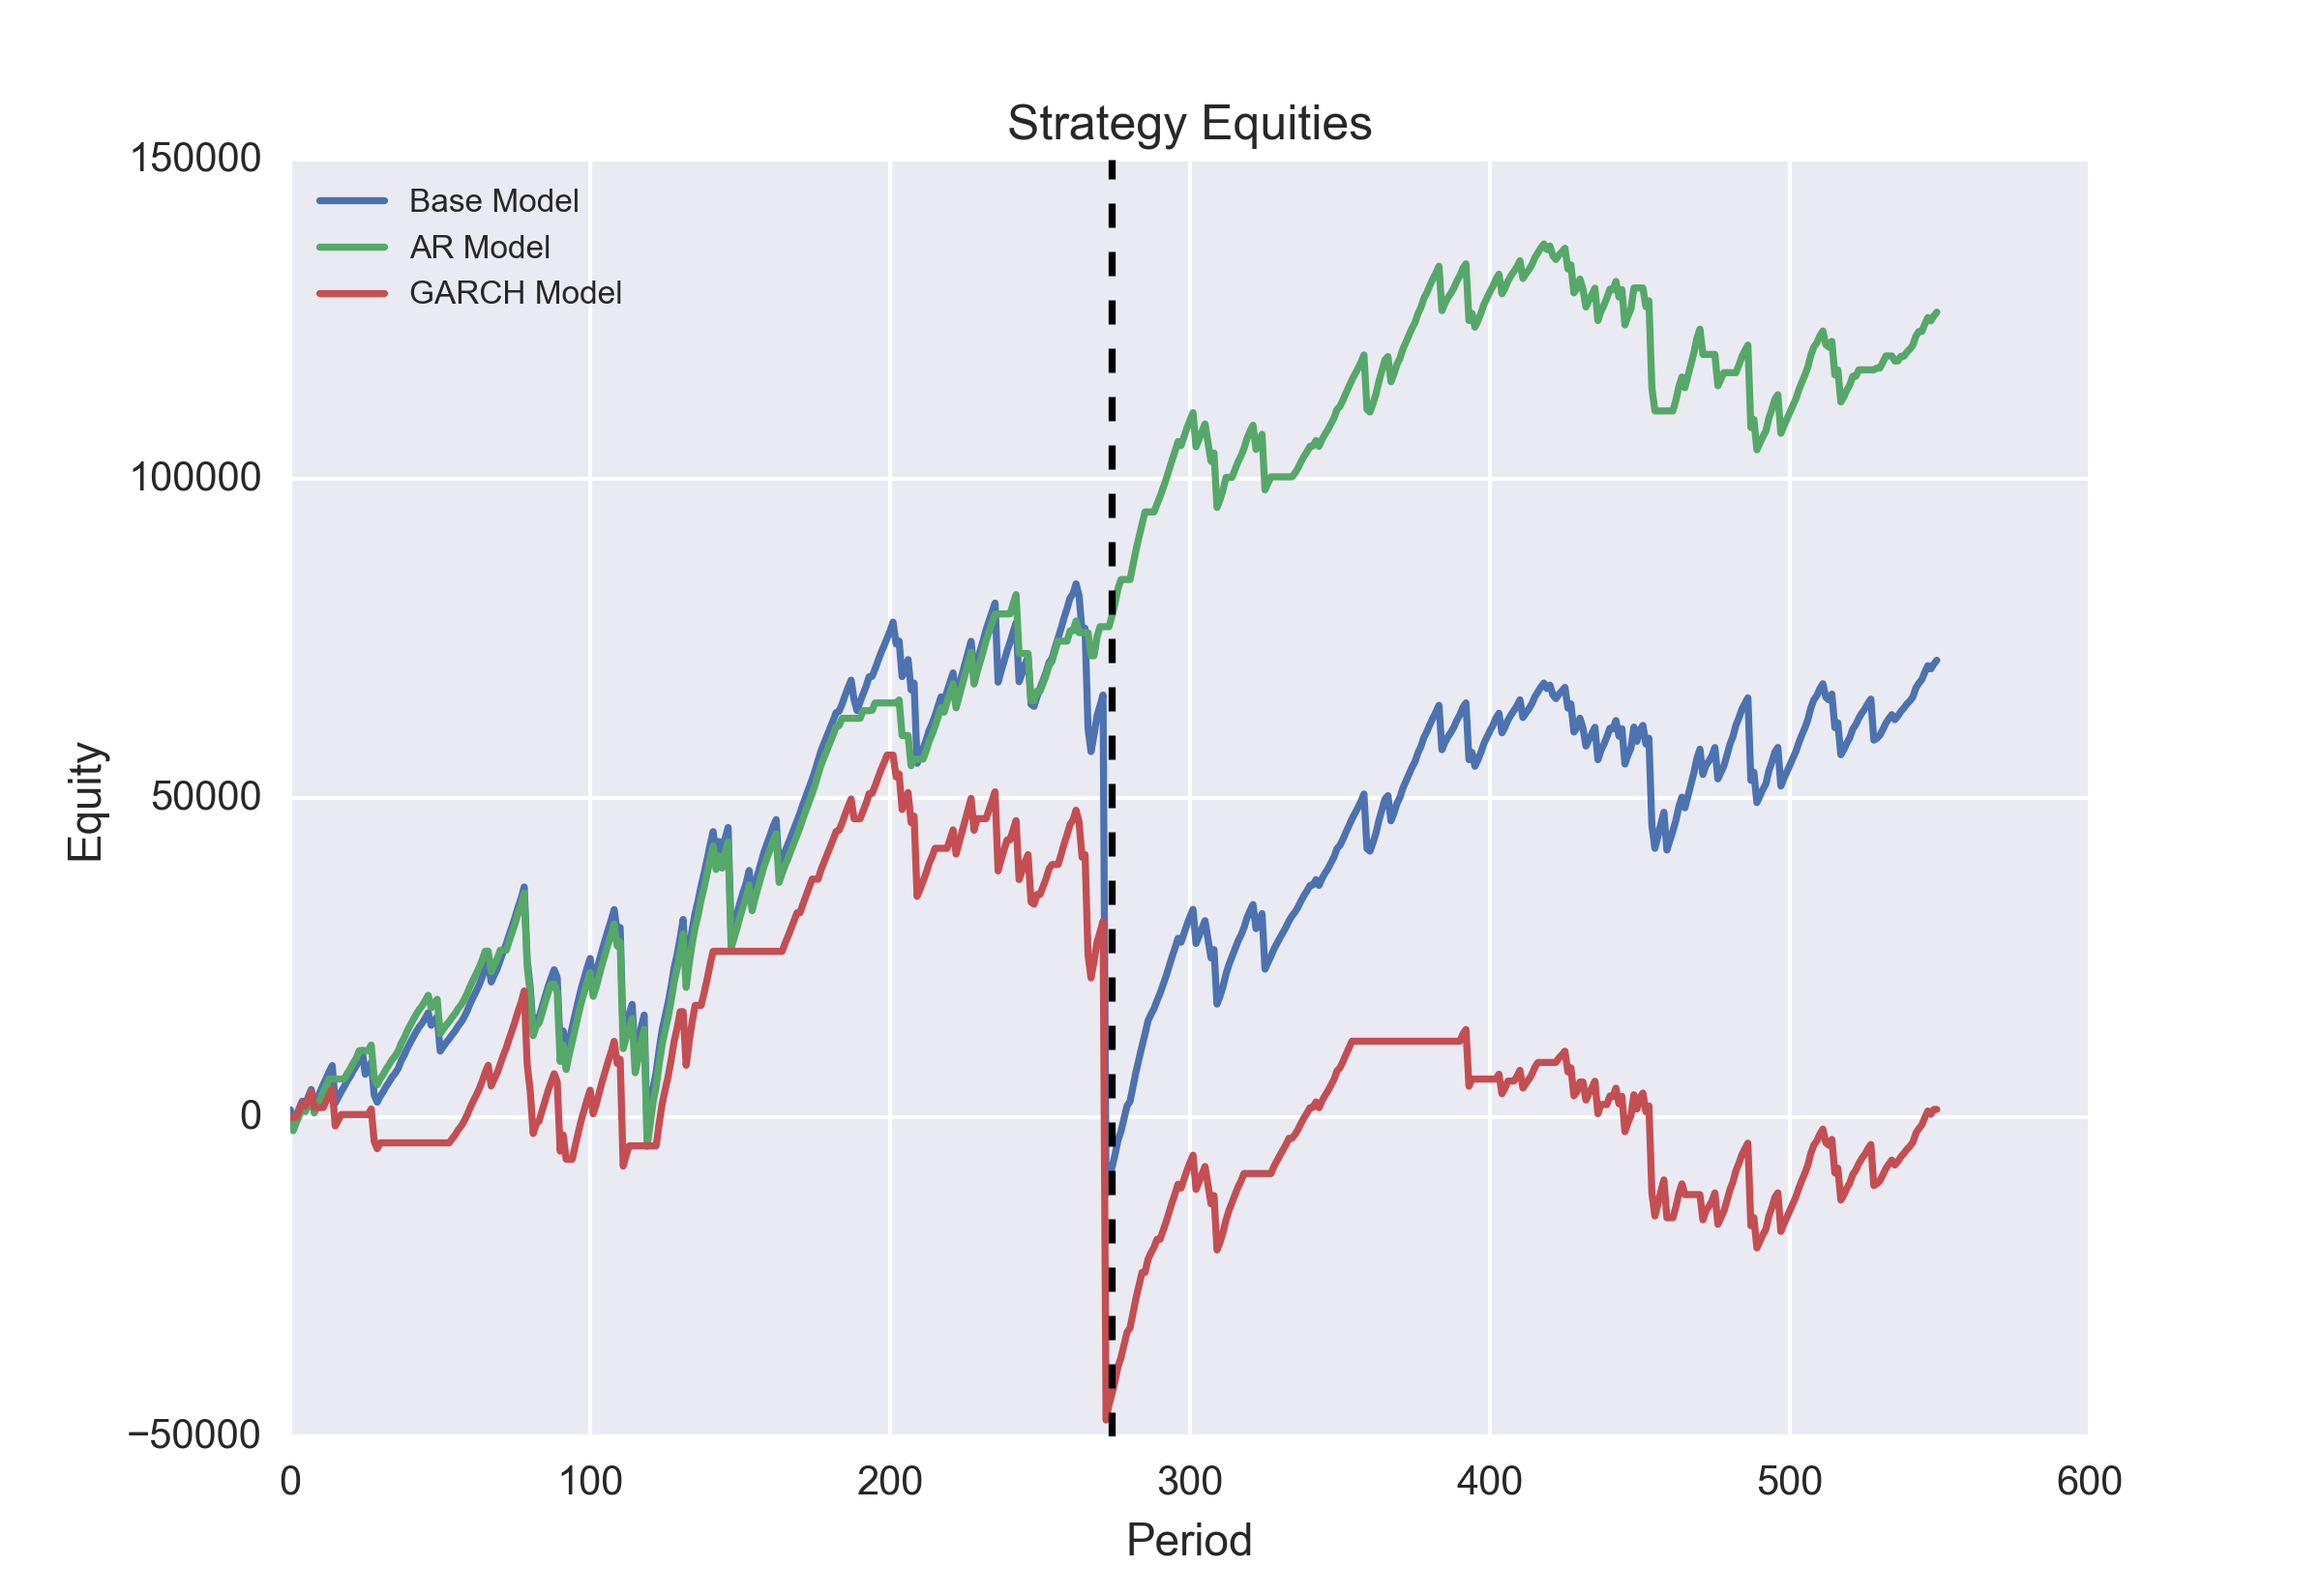 Strategy Equities
150000
100000
50000
0
−50000
Equity
Base Model
AR Model
GARCH Model
0 100 200 300 400 500 600
Period